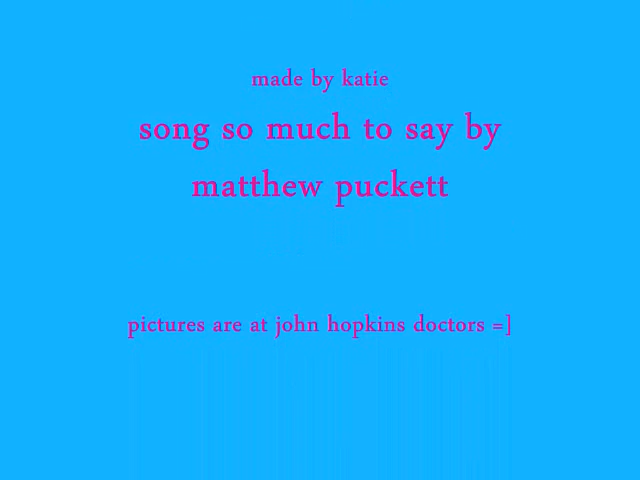 made by katie
song so much to say by
matthew puckett
pictures are at john hopkins doctors =]